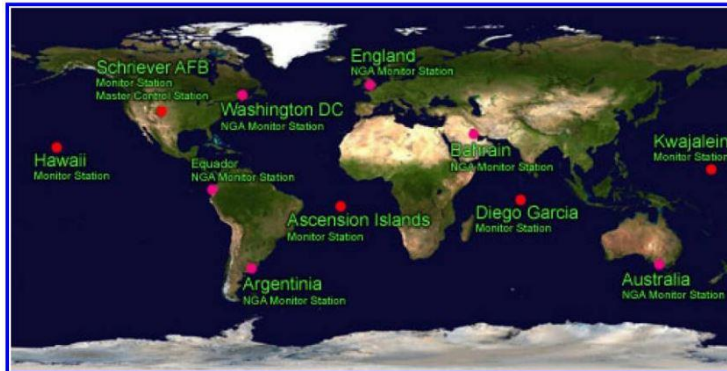 England
NGA Monitor Station
Schriever AFB
Monitor Station
Master Control Station
Washington DC
NGA Monitor Station
Hawaii
Monitor Station
Equador
NGA Monitor Station
Bahrain
NGA Monitor Station
Kwajalein
Monitor Station
Ascension Islands
Monitor Station
Diego Garcia
Monitor Station
Argentinia
NGA Monitor Station
Australia
NGA Monitor Station